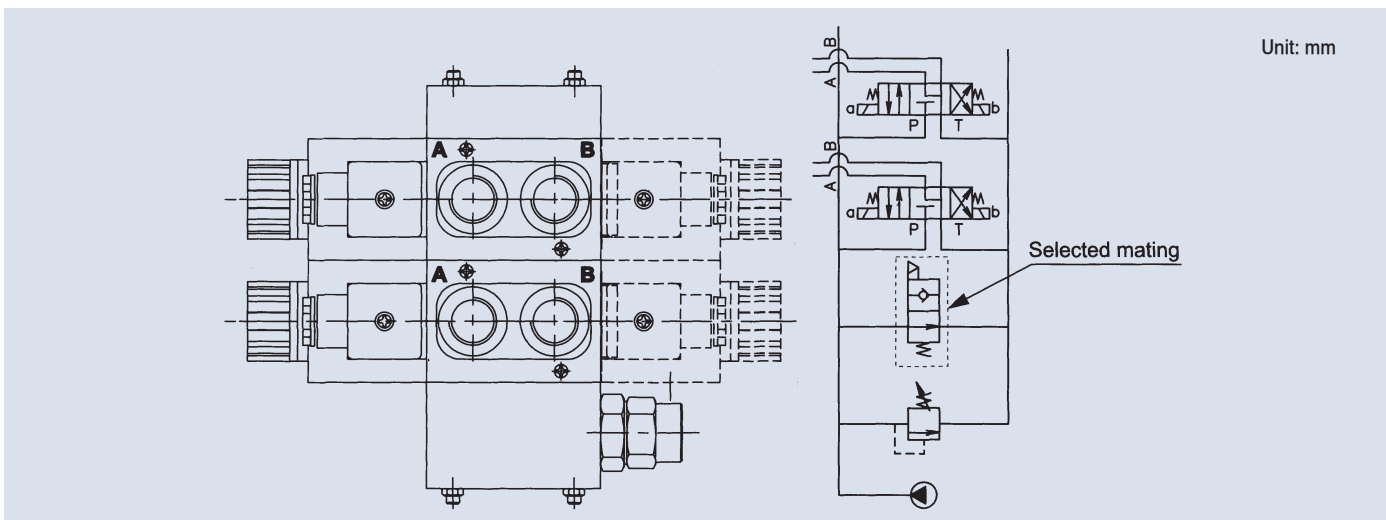 Unit: mm
A B
A B
B
A
a b
P T
B
A
a b
P T
Selected mating